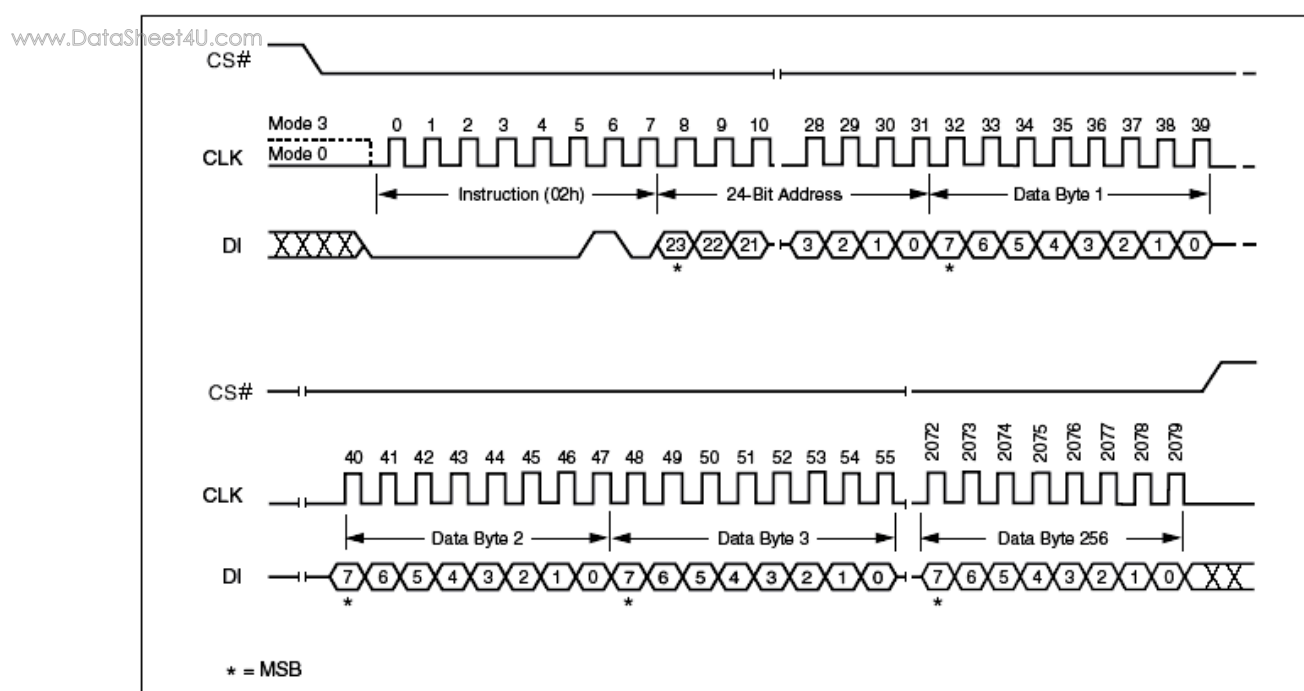 www.DataSheet4U.com
CS#
Mode 3
0 1 2 3 4 5 6 7 8 9 10 28 29 30 31 32 33 34 35 36 37 38 39
CLK
Mode 0
Instruction (02h) 24-Bit Address Data Byte 1
DI 23 22 21 3 2 1 0 7 6 5 4 3 2 1 0
* *
CS#
40 41 42 43 44 45 46 47 48 49 50 51 52 53 54 55 2072 2073 2074 2075 2076 2077 2078 2079
CLK
Data Byte 2 Data Byte 3 Data Byte 256
DI 7 6 5 4 3 2 1 0 7 6 5 4 3 2 1 0 7 6 5 4 3 2 1 0
* * *
* = MSB